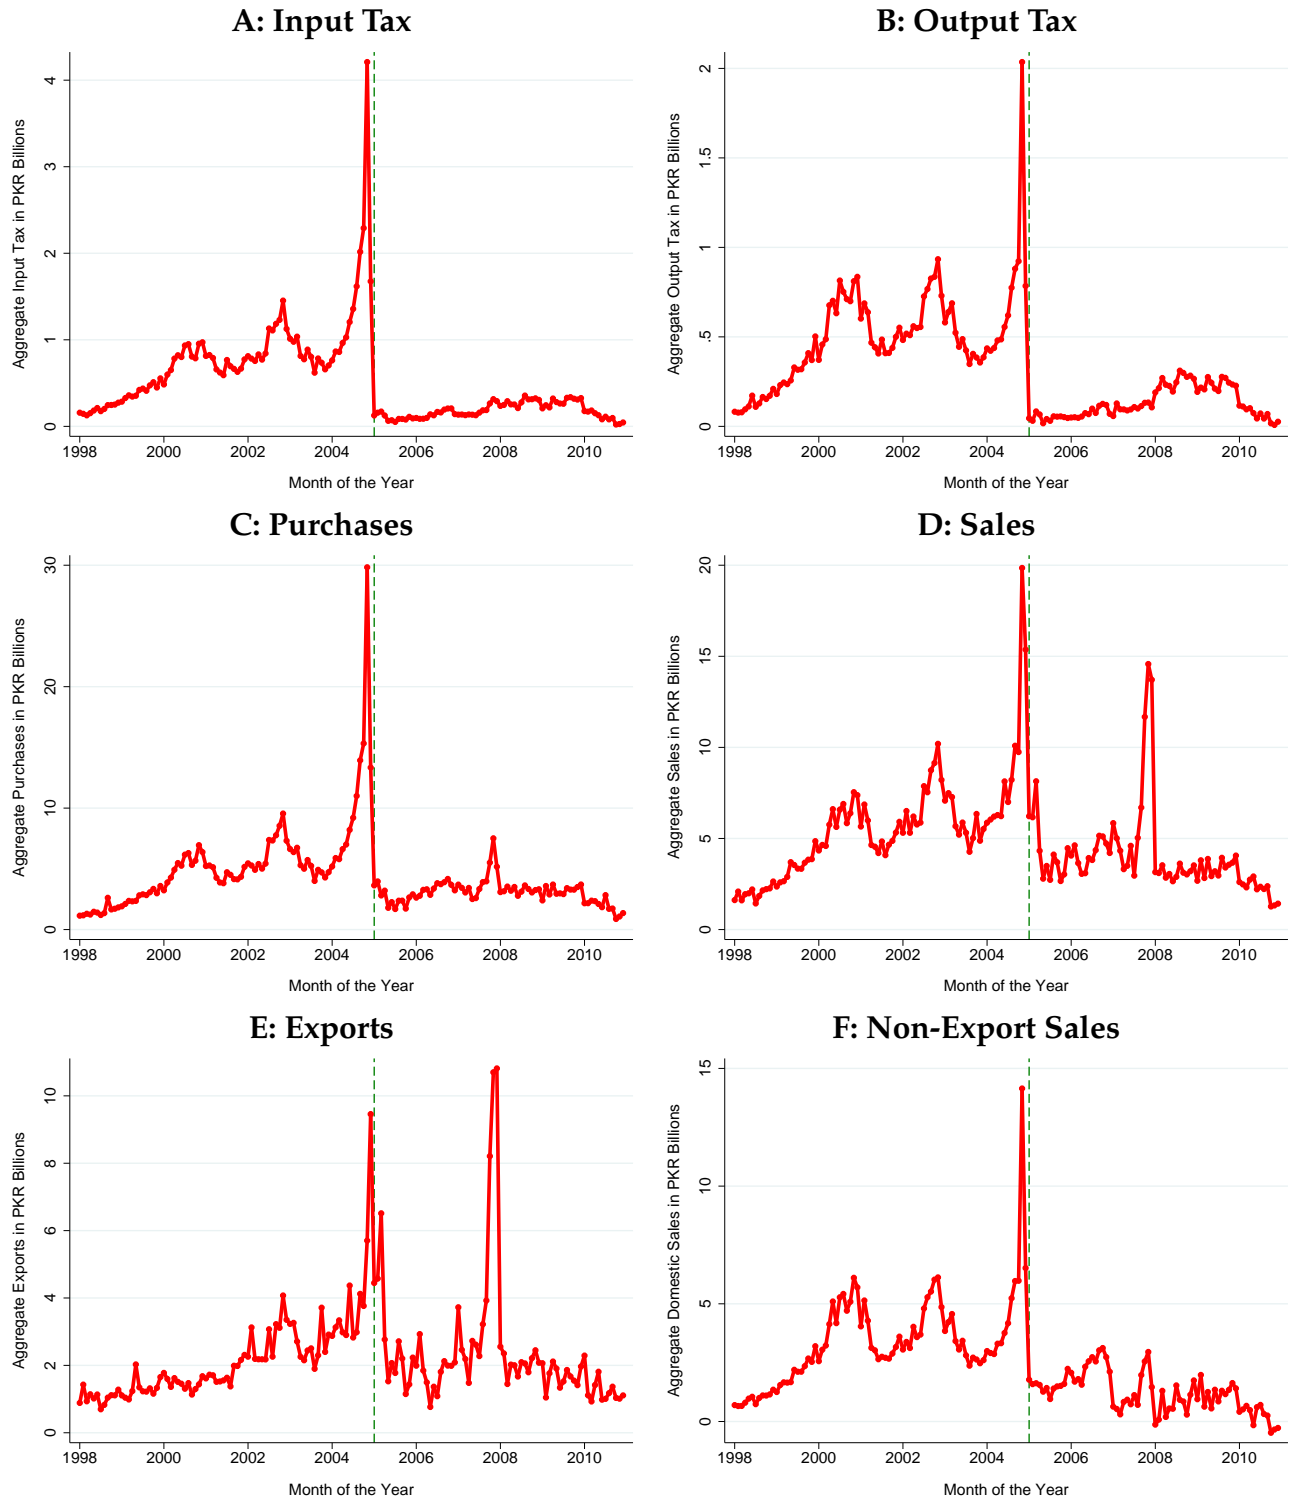 A: Input Tax
Aggregate Input Tax in PKR Billions
4
3
2
1
0
1998 2000 2002 2004 2006 2008 2010
Month of the Year
B: Output Tax
Aggregate Output Tax in PKR Billions
2
1.5
1
.5
0
1998 2000 2002 2004 2006 2008 2010
Month of the Year
C: Purchases
Aggregate Purchases in PKR Billions
30
20
10
0
1998 2000 2002 2004 2006 2008 2010
Month of the Year
D: Sales
Aggregate Sales in PKR Billions
20
15
10
5
0
1998 2000 2002 2004 2006 2008 2010
Month of the Year
E: Exports
Aggregate Exports in PKR Billions
10
8
6
4
2
0
1998 2000 2002 2004 2006 2008 2010
Month of the Year
F: Non-Export Sales
Aggregate Domestic Sales in PKR Billions
15
10
5
0
1998 2000 2002 2004 2006 2008 2010
Month of the Year